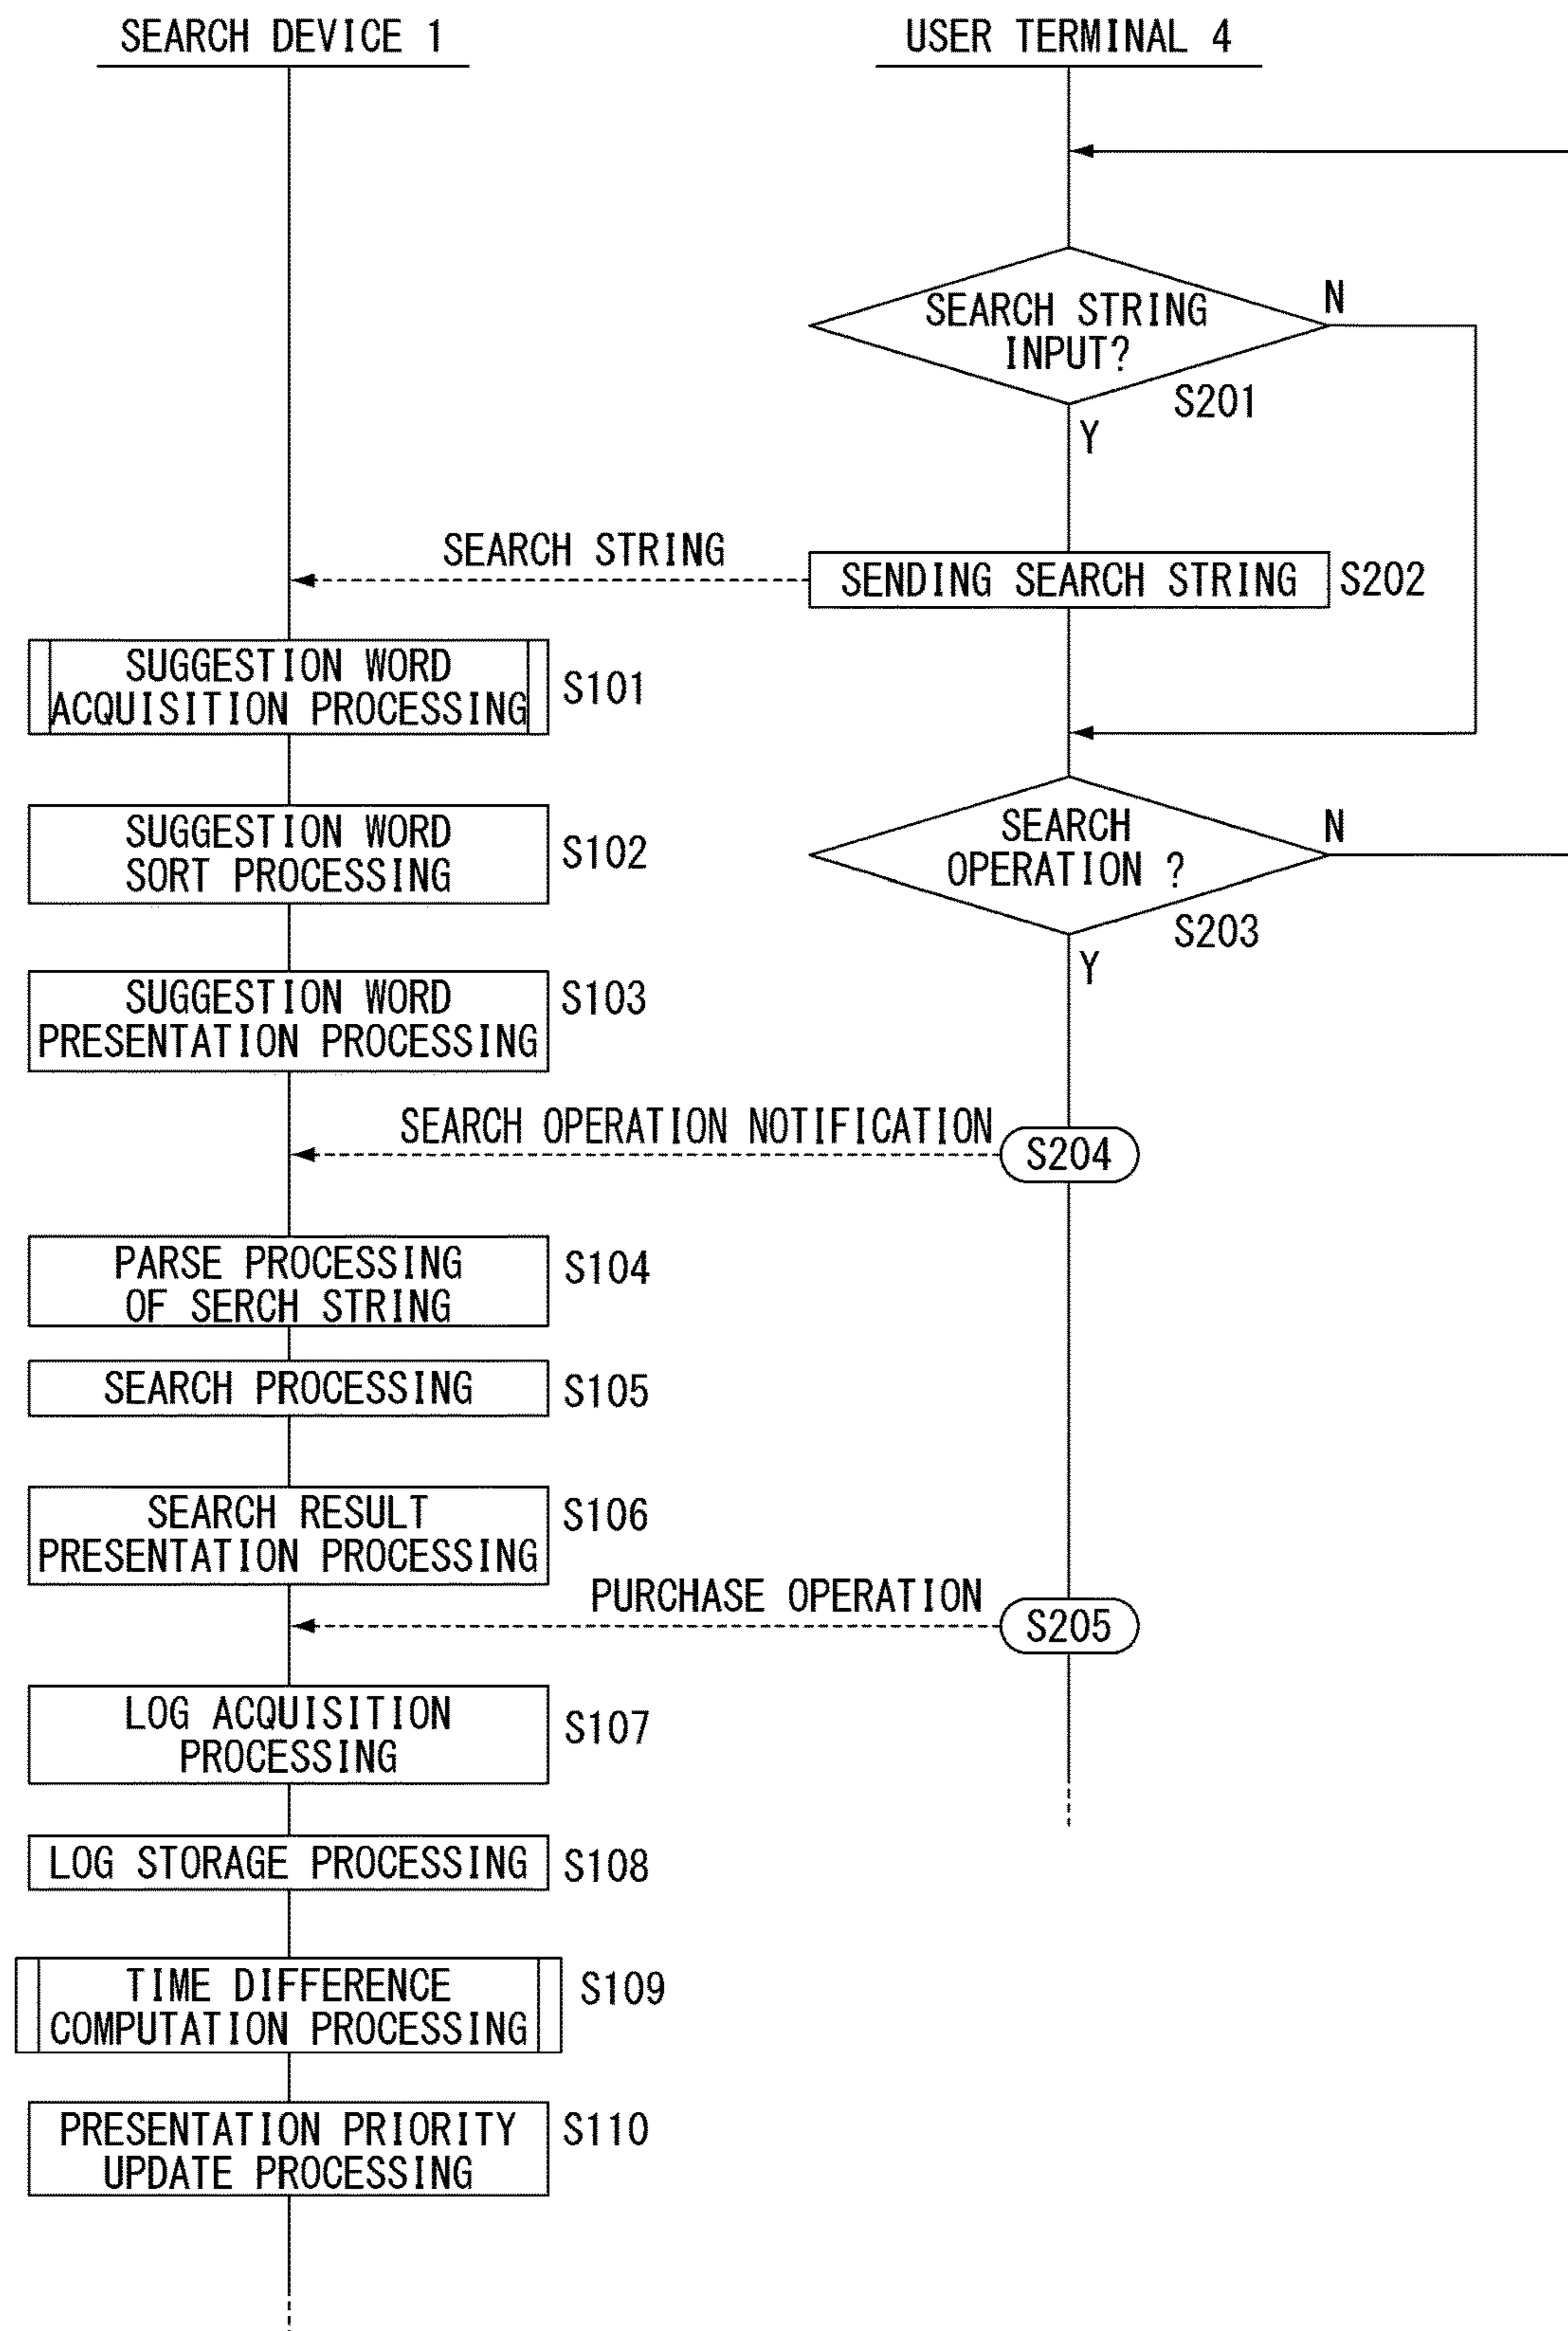 SEARCH DEVICE 1
USER TERMINAL 4
SEARCH STRING
INPUT?
N
S201
Y
SEARCH STRING
SENDING SEARCH STRING
S202
SUGGESTION WORD
ACQUISITION PROCESSING
S101
SUGGESTION WORD
SORT PROCESSING
S102
SEARCH
OPERATION ?
N
S203
Y
SUGGESTION WORD
PRESENTATION PROCESSING
S103
SEARCH OPERATION NOTIFICATION
S204
PARSE PROCESSING
OF SERCH STRING
S104
SEARCH PROCESSING
S105
SEARCH RESULT
PRESENTATION PROCESSING
S106
PURCHASE OPERATION
S205
LOG ACQUISITION
PROCESSING
S107
LOG STORAGE PROCESSING
S108
TIME DIFFERENCE
COMPUTATION PROCESSING
S109
PRESENTATION PRIORITY
UPDATE PROCESSING
S110